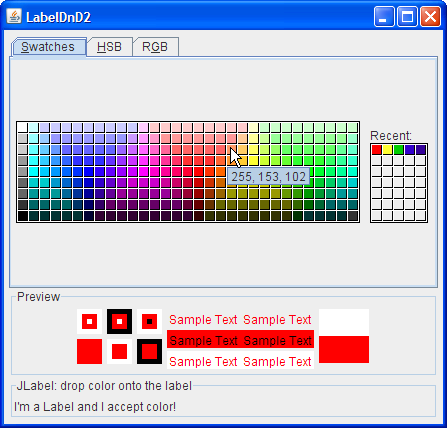 LabelDnD2
Swatches HSB RGB
Recent:
255, 153, 102
Preview
Sample Text Sample Text
Sample Text Sample Text
Sample Text Sample Text
JLabel: drop color onto the label
I'm a Label and I accept color!